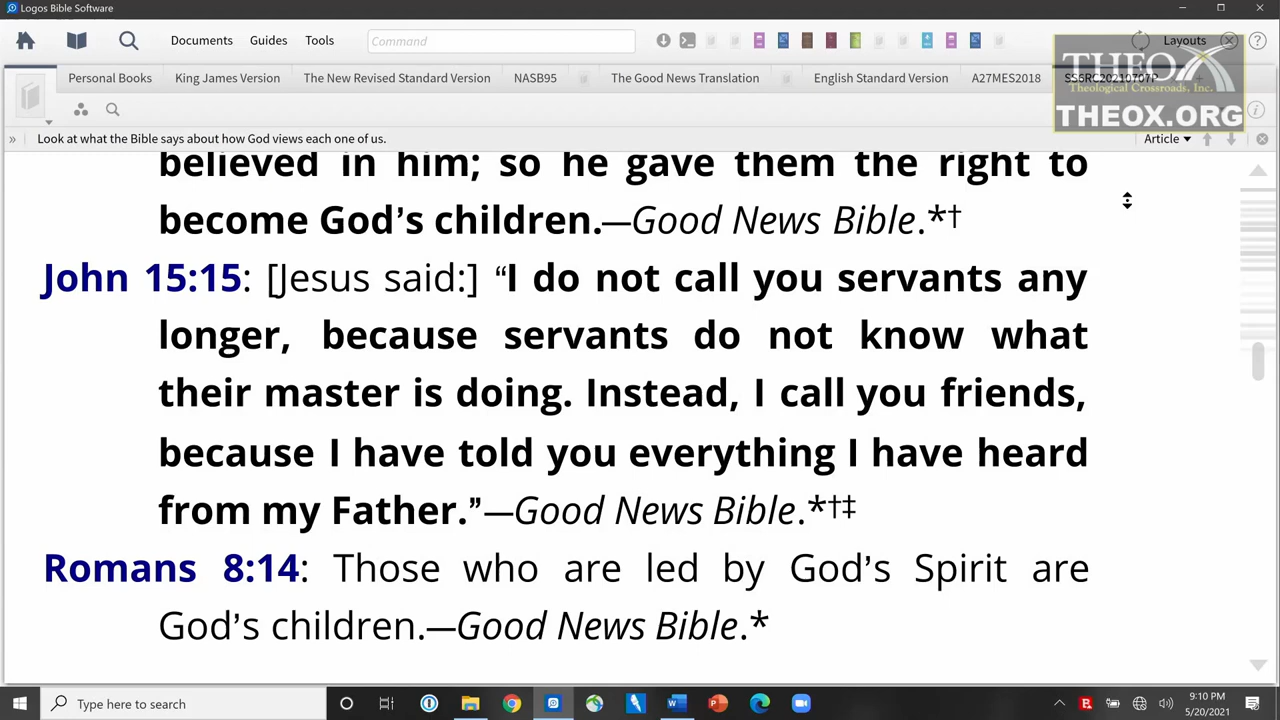 Logos Bible Software
Documents Guides Tools Command Layouts
THEOX
Theological Crossroads, Inc.
THEOX.ORG
Personal Books King James Version The New Revised Standard Version NASB95 The Good News Translation English Standard Version A27MES2018 SS6RC20210707P
Look at what the Bible says about how God views each one of us. Article
believed in him; so he gave them the right to
become God’s children.—Good News Bible.*†
John 15:15: [Jesus said:] “I do not call you servants any
longer, because servants do not know what
their master is doing. Instead, I call you friends,
because I have told you everything I have heard
from my Father.”—Good News Bible.*†‡
Romans 8:14: Those who are led by God’s Spirit are
God’s children.—Good News Bible.*
Type here to search
9:10 PM
5/20/2021